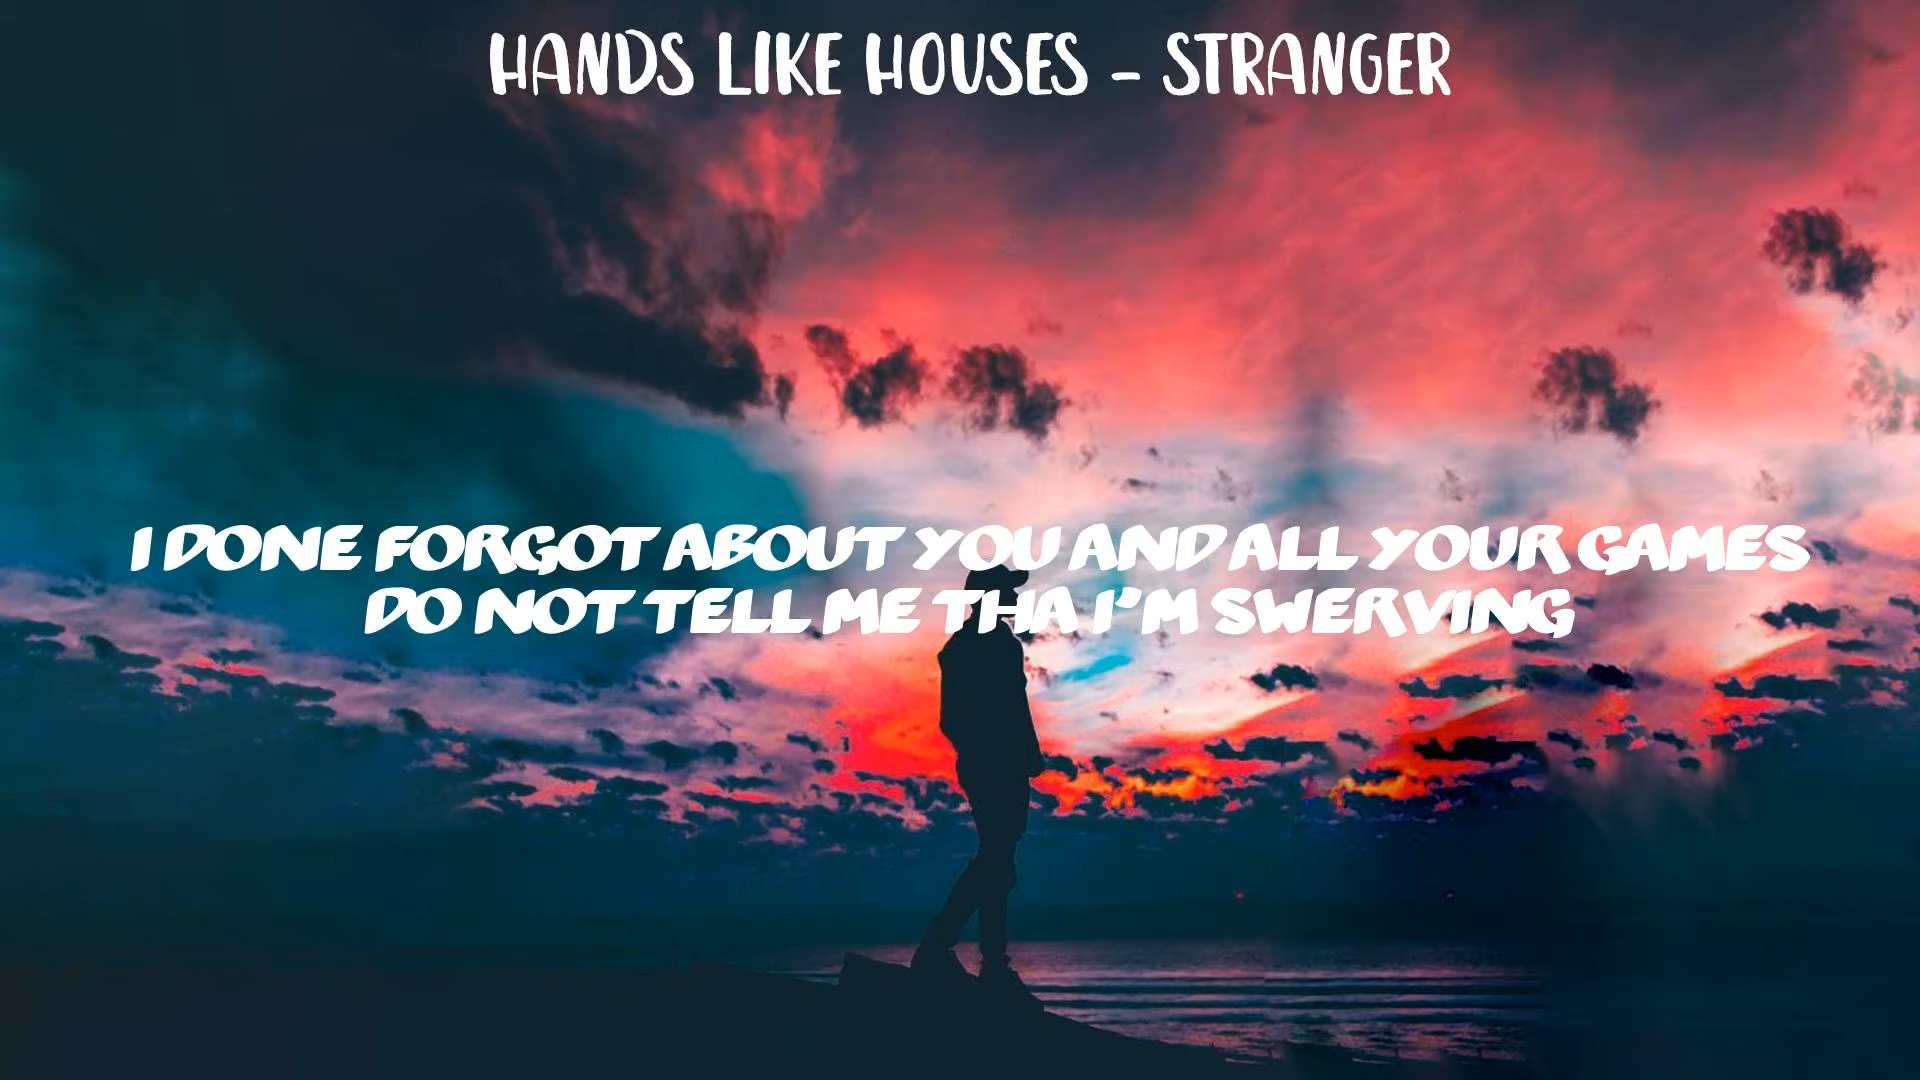 HANDS LIKE HOUSES - STRANGER
I DONE FORGOT ABOUT YOU AND ALL YOUR GAMES
DO NOT TELL ME THA I'M SWERVING